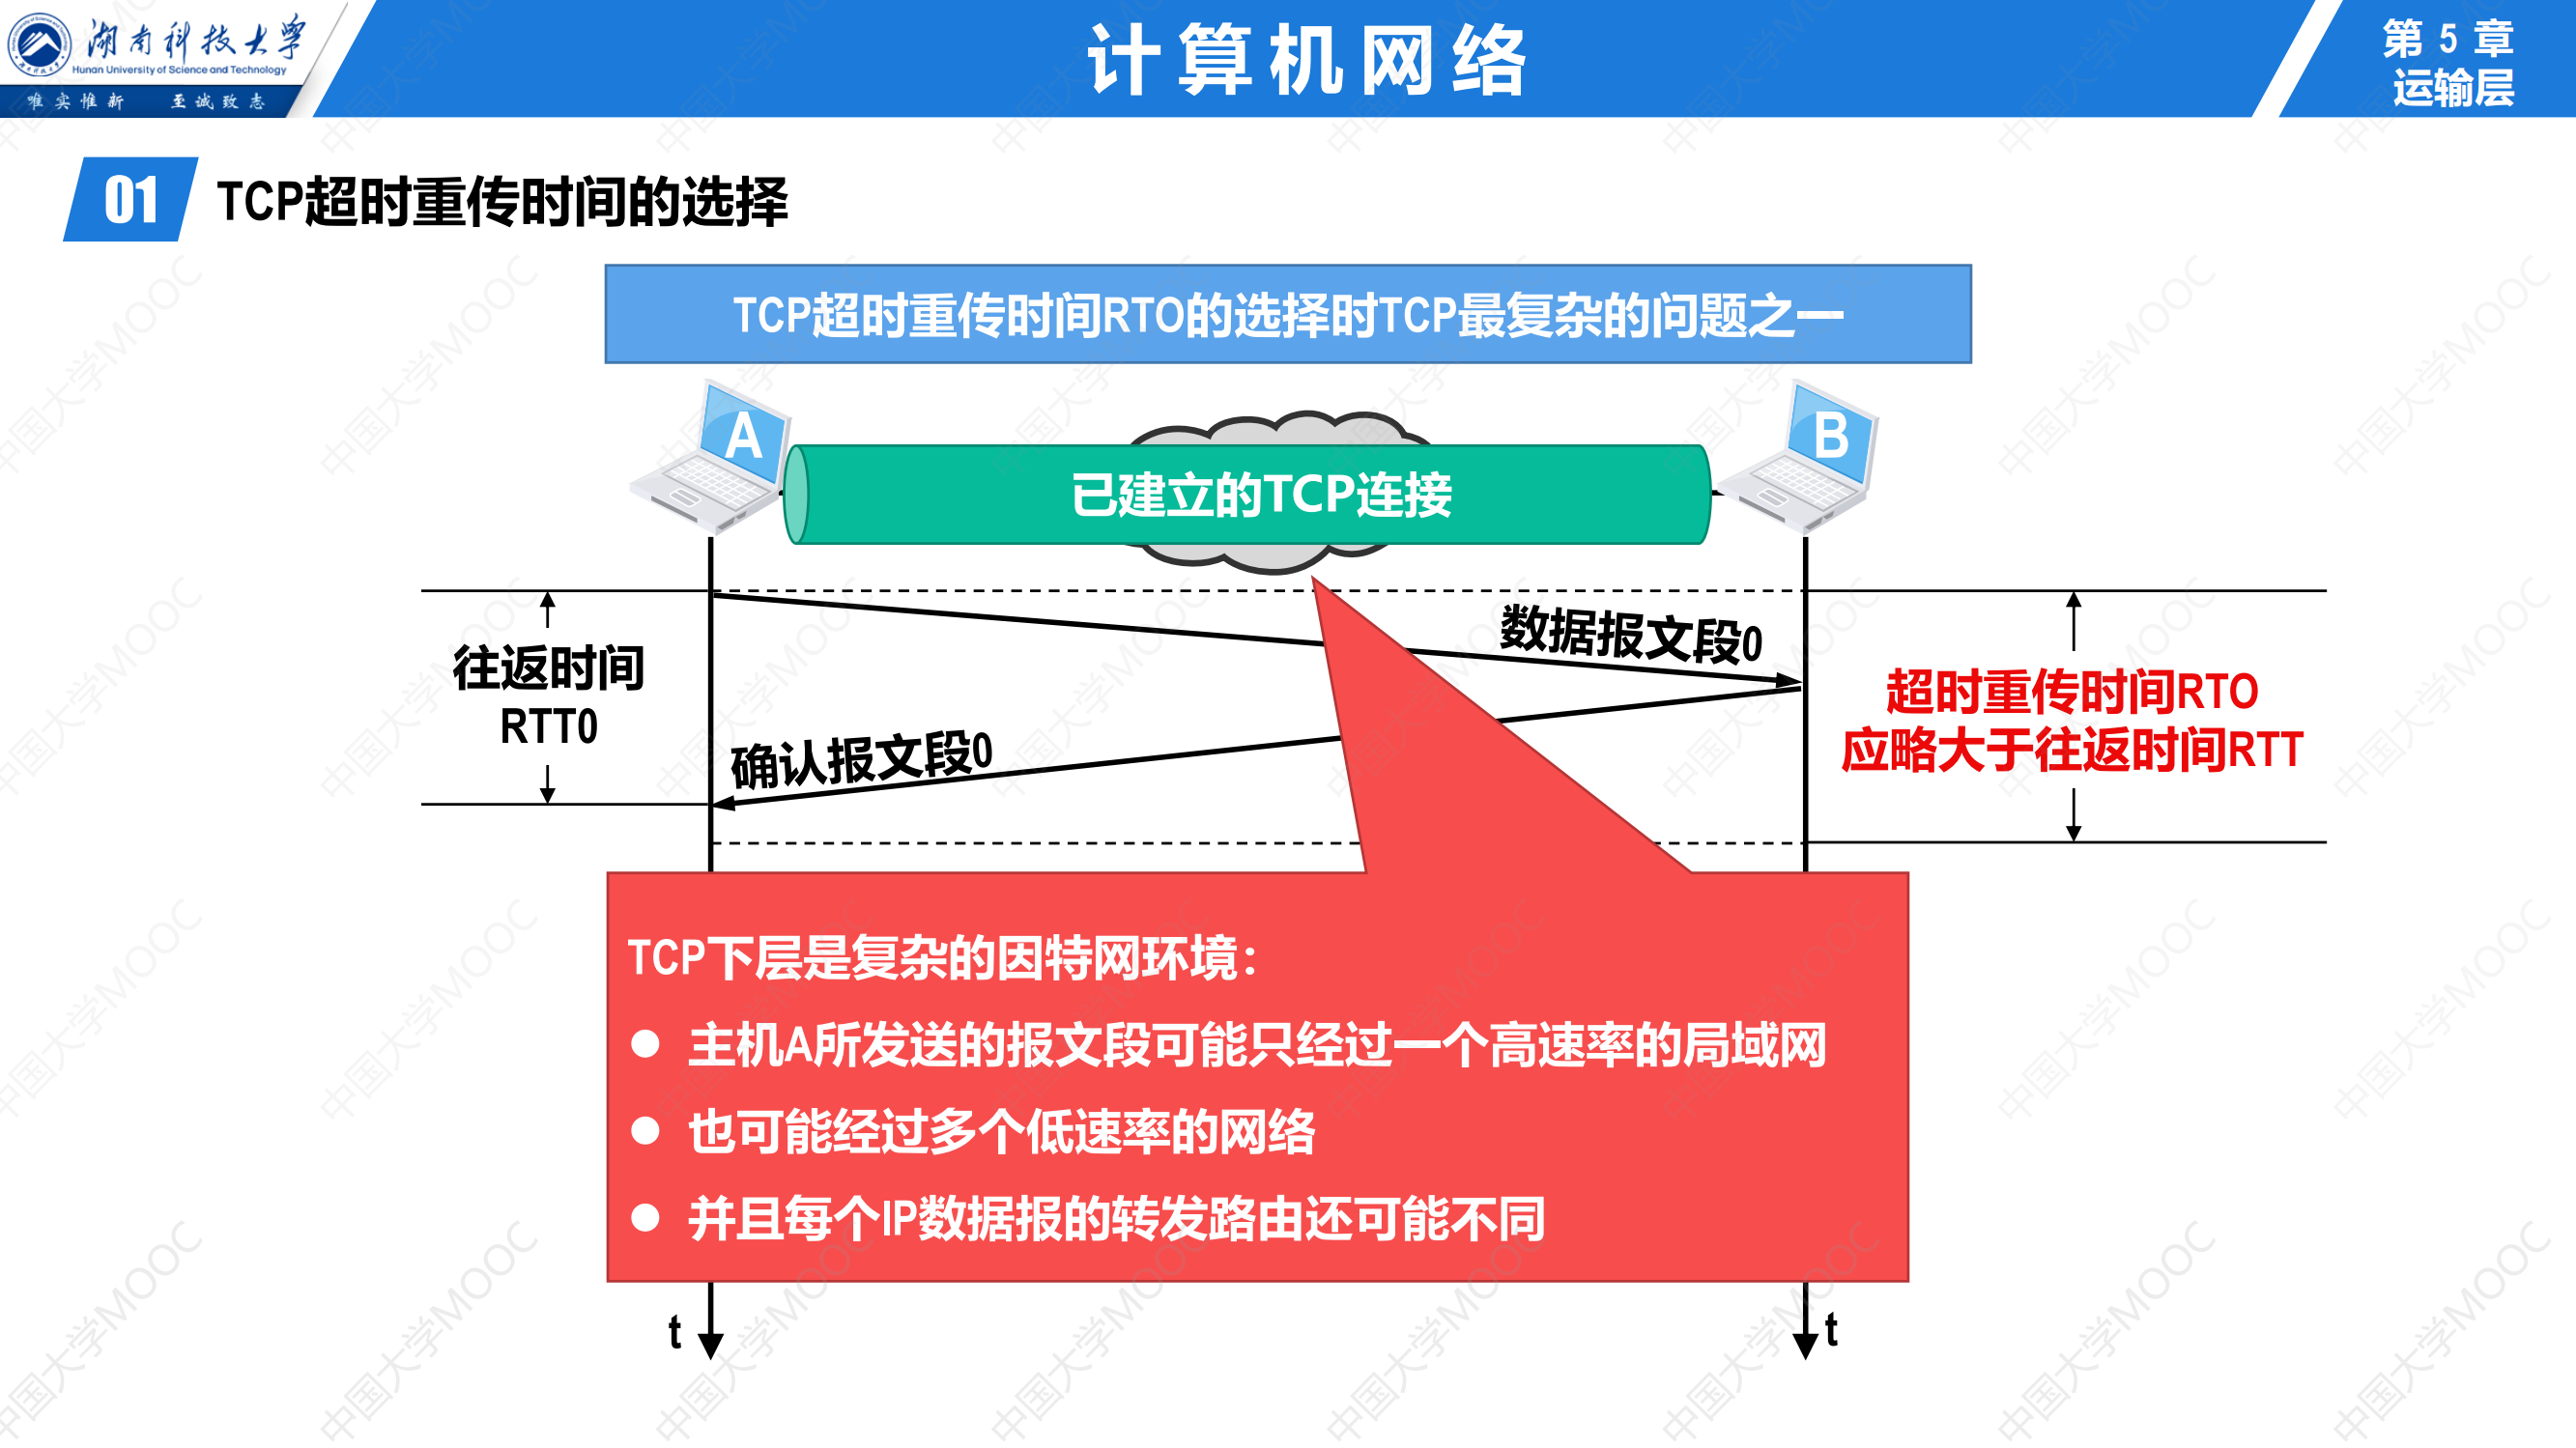 湖南科技大学
Hunan University of Science and Technology
唯实惟新 至诚致志
计算机网络
第 5 章
运输层
01 TCP超时重传时间的选择
TCP超时重传时间RTO的选择时TCP最复杂的问题之一
A
B
已建立的TCP连接
数据报文段0
往返时间
RTT0
确认报文段0
超时重传时间RTO
应略大于往返时间RTT
TCP下层是复杂的因特网环境：
● 主机A所发送的报文段可能只经过一个高速率的局域网
● 也可能经过多个低速率的网络
● 并且每个IP数据报的转发路由还可能不同
t
t
中国大学MOOC